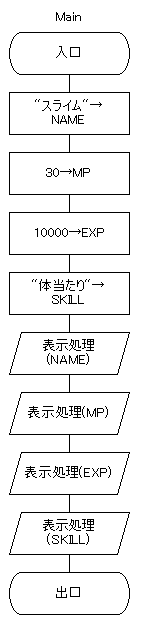 Main
入口
“スライム“→
NAME
30→MP
10000→EXP
“体当たり“→
SKILL
表示処理
(NAME)
表示処理(MP)
表示処理(EXP)
表示処理
(SKILL)
出口